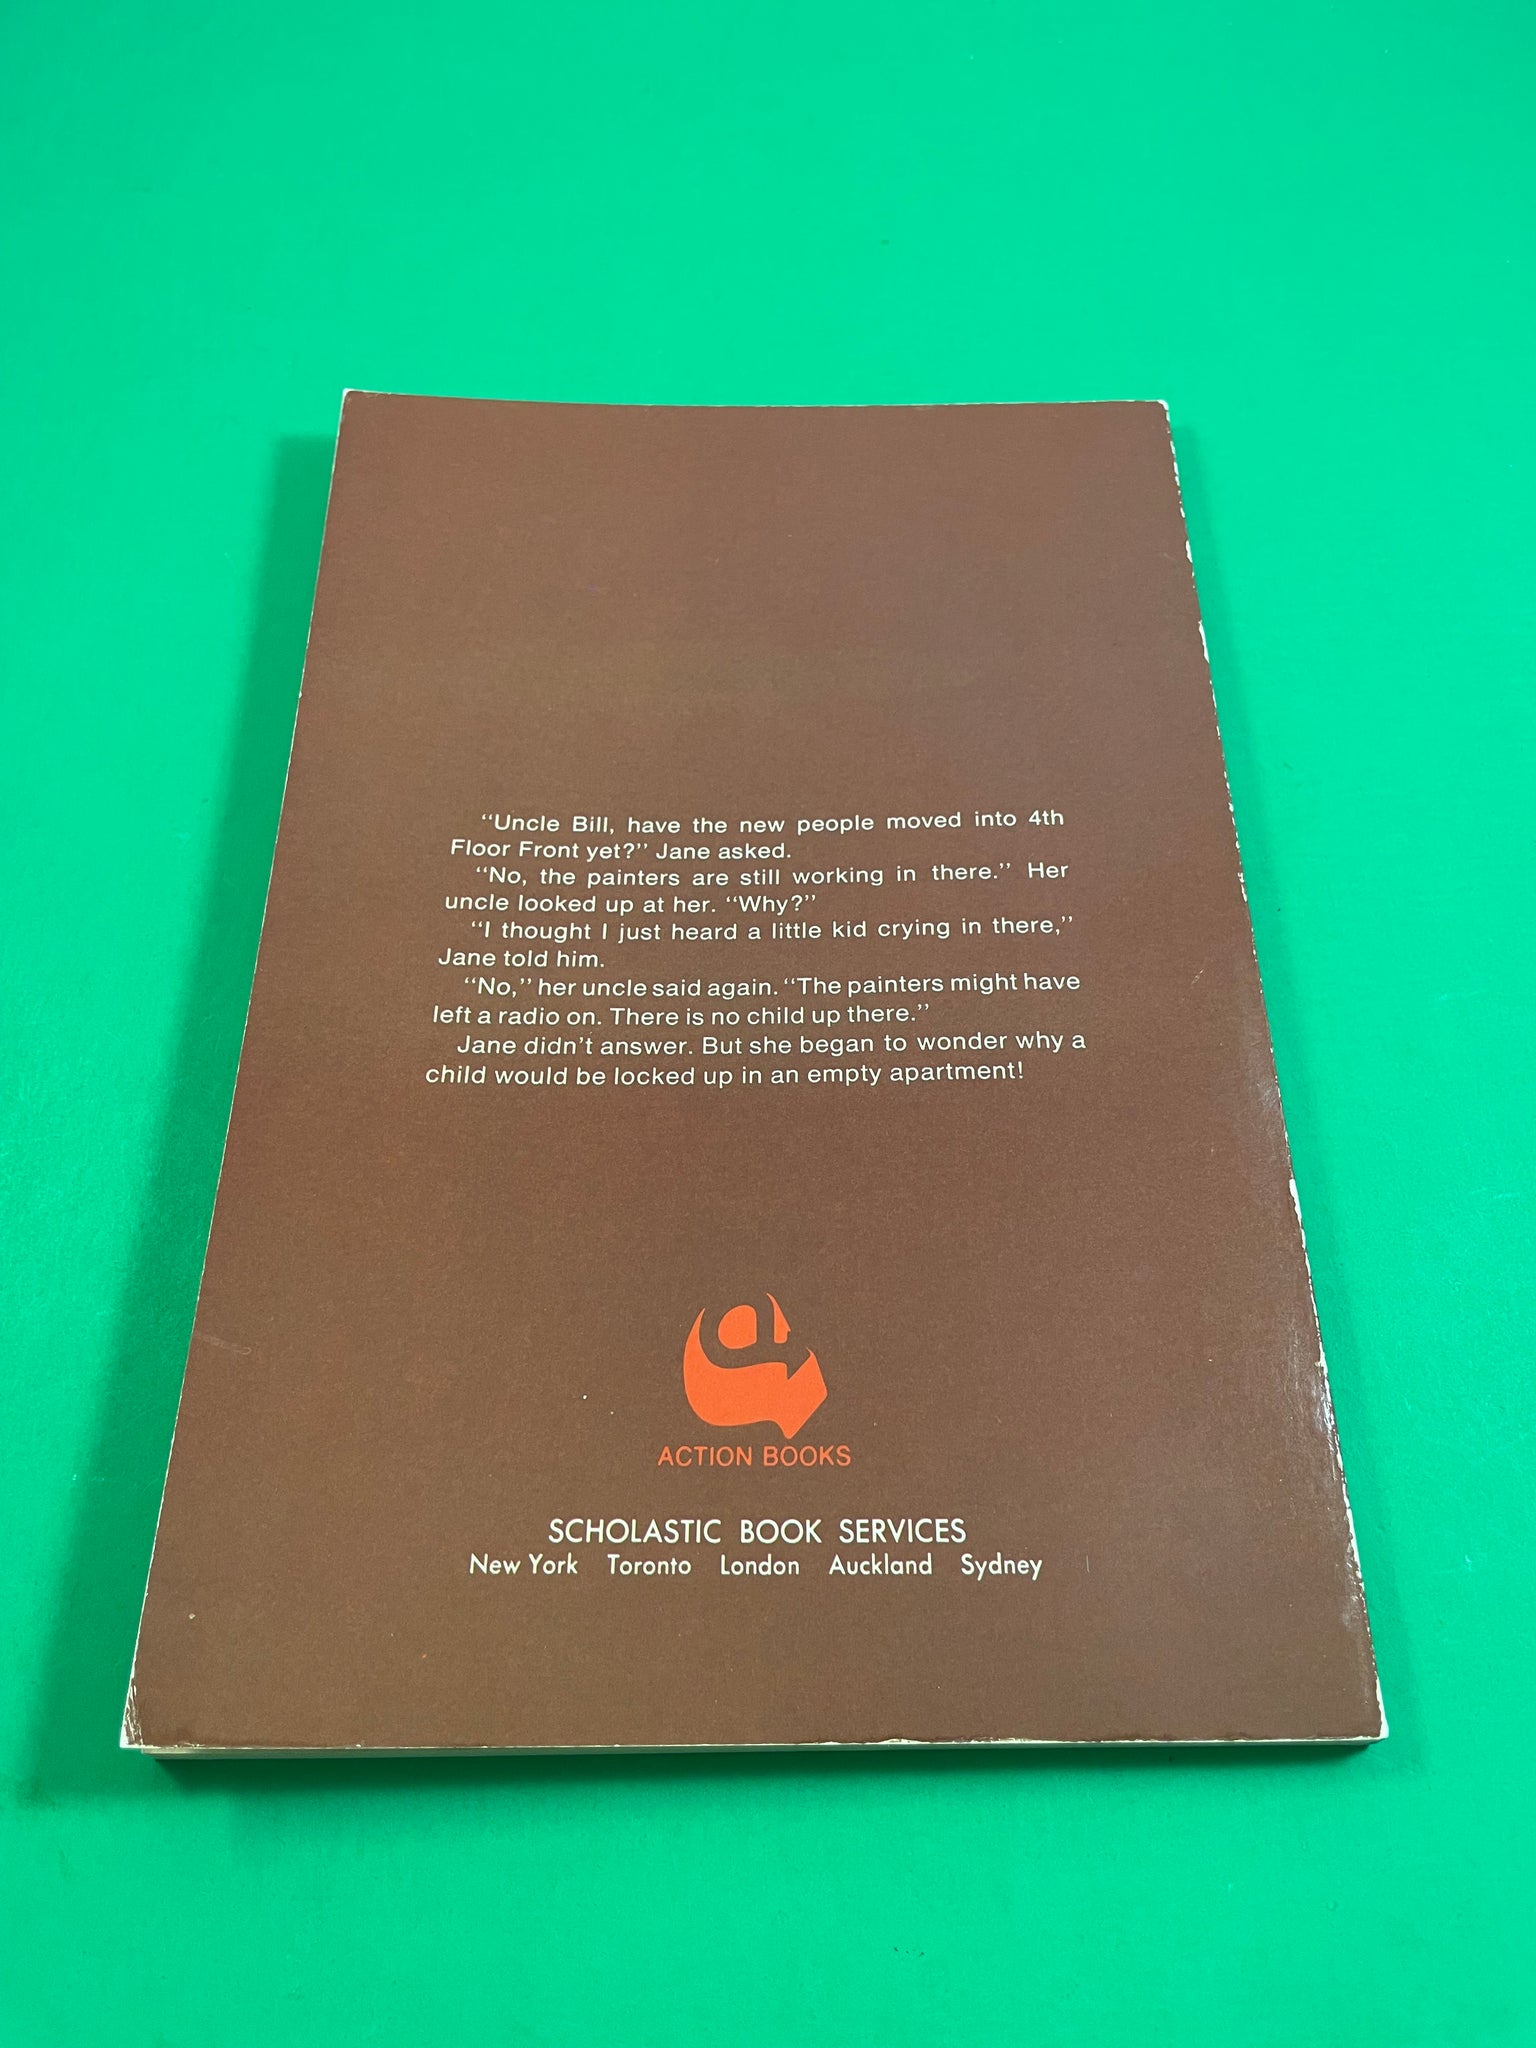 “Uncle Bill, have the new people moved into 4th
Floor Front yet?” Jane asked.
“No, the painters are still working in there.” Her
uncle looked up at her. “Why?”
“I thought I just heard a little kid crying in there,”
Jane told him.
“No,” her uncle said again. “The painters might have
left a radio on. There is no child up there.”
Jane didn’t answer. But she began to wonder why a
child would be locked up in an empty apartment!
a
ACTION BOOKS
SCHOLASTIC BOOK SERVICES
New York Toronto London Auckland Sydney